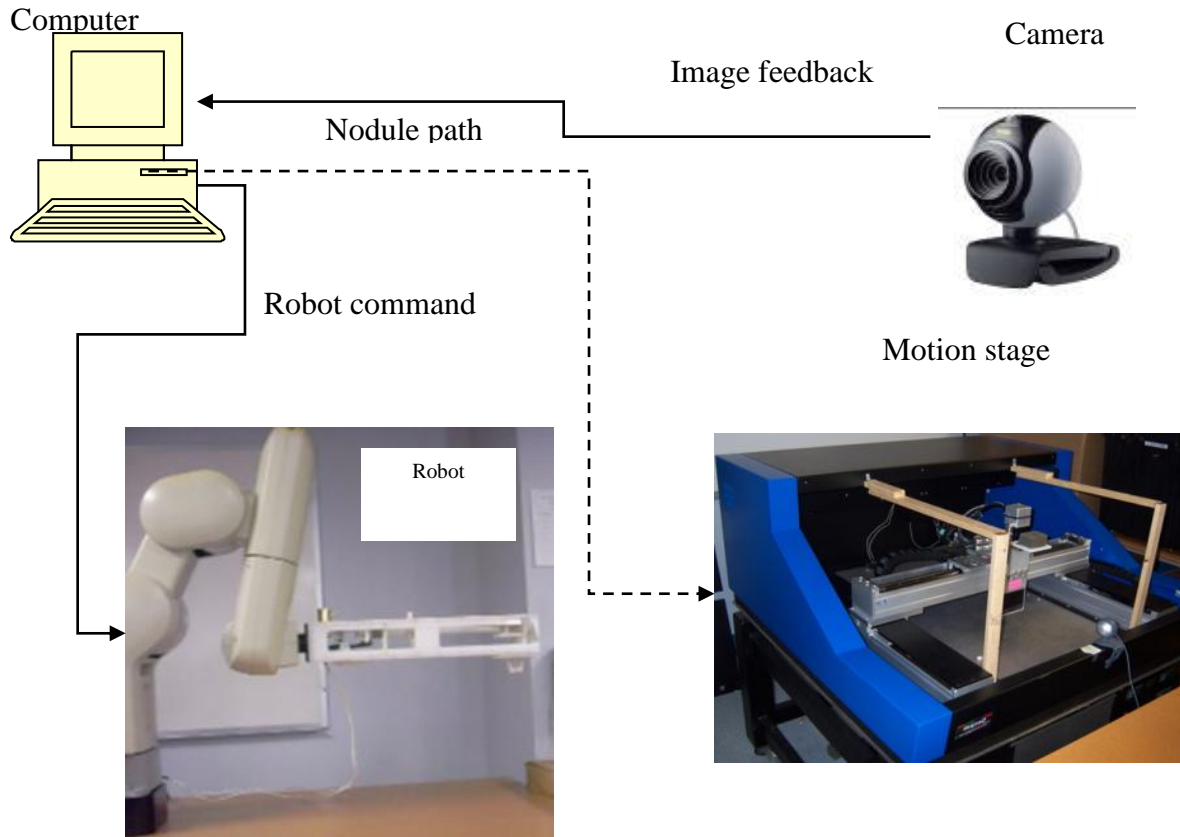 Computer
Camera
Image feedback
Nodule path
Robot command
Motion stage
Robot